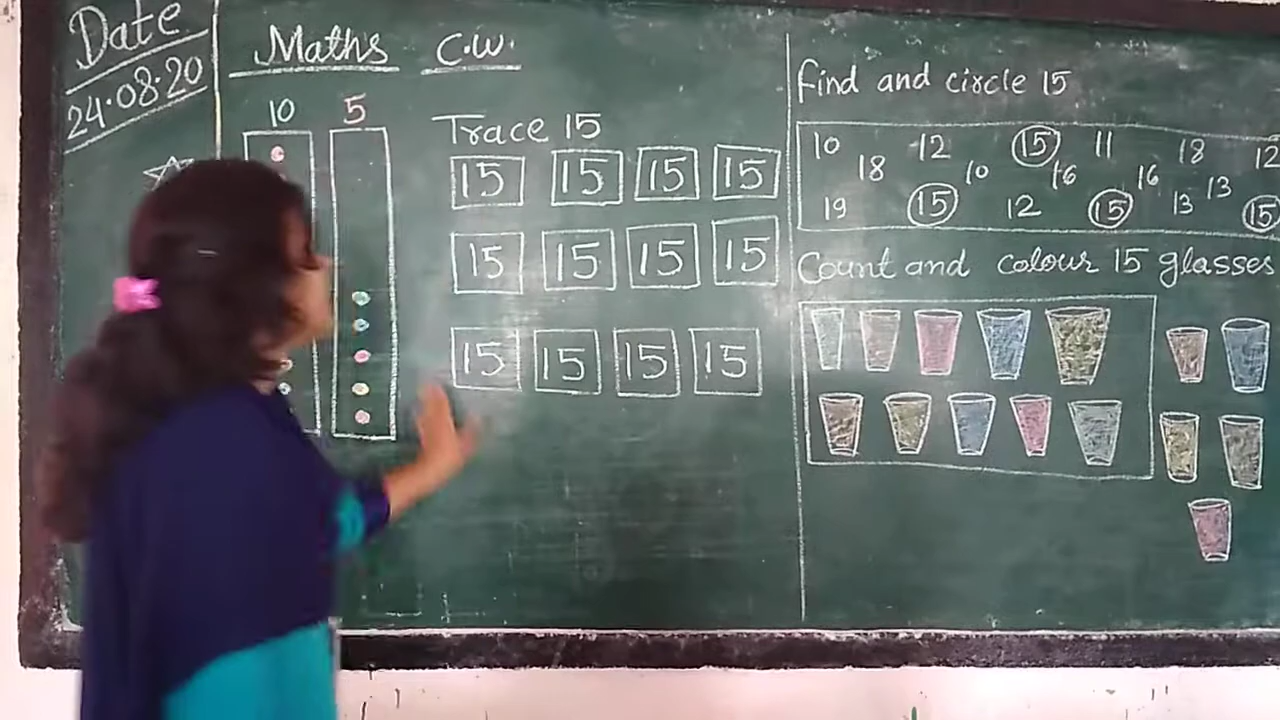 Date
24.08.20
Maths C.W.
10 5
Trace 15
15 15 15 15
15 15 15 15
15 15 15 15
Find and circle 15
10 12 15 11 18 12
18 10 16 16 13
19 15 12 15 13 15
Count and colour 15 glasses